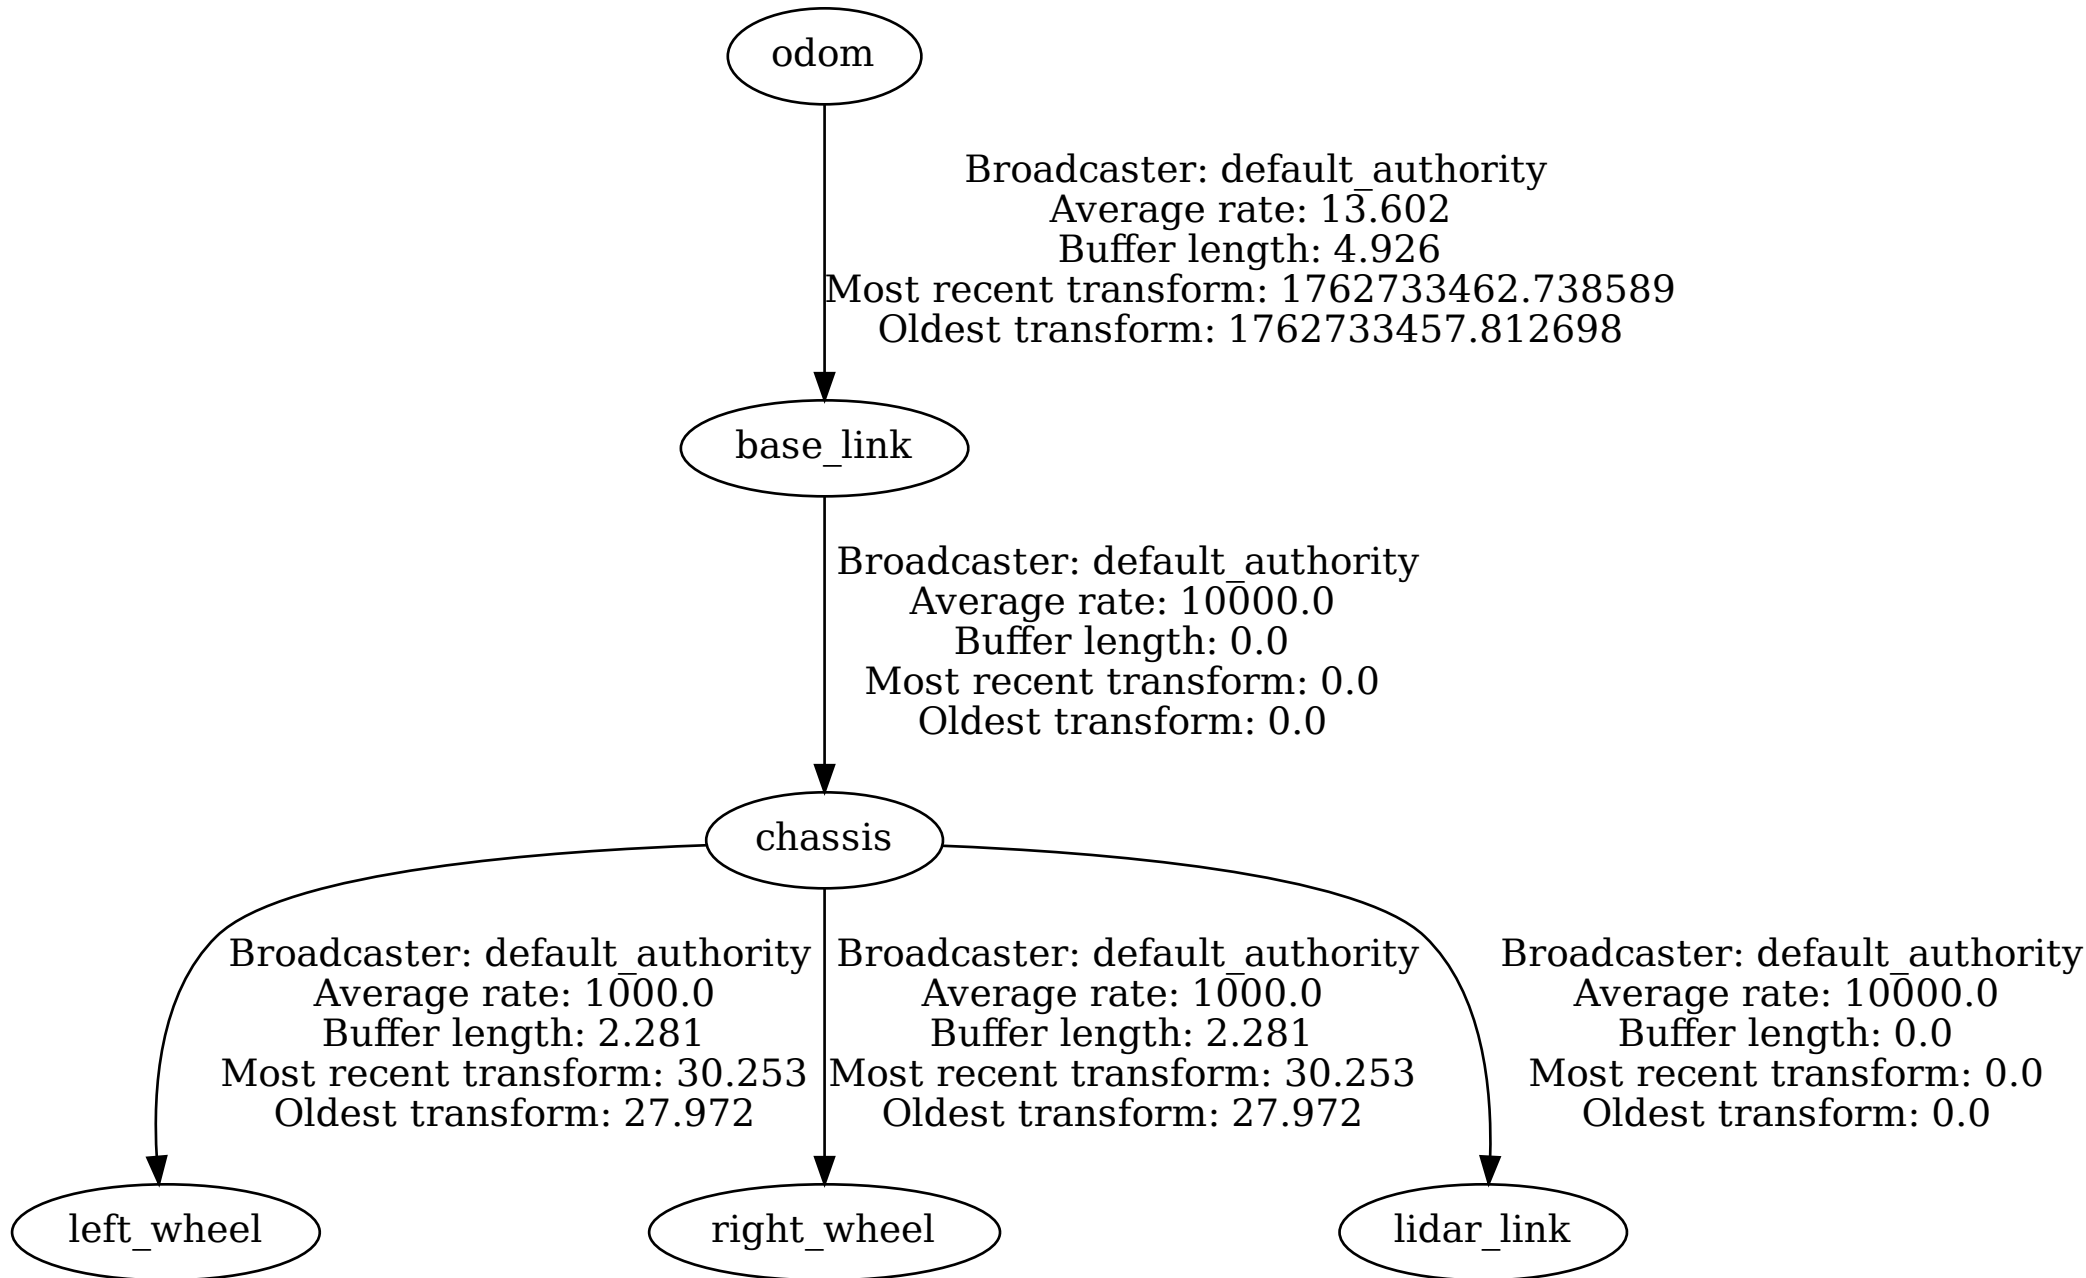 odom
Broadcaster: default_authority
Average rate: 13.602
Buffer length: 4.926
Most recent transform: 1762733462.738589
Oldest transform: 1762733457.812698
base_link
Broadcaster: default_authority
Average rate: 10000.0
Buffer length: 0.0
Most recent transform: 0.0
Oldest transform: 0.0
chassis
Broadcaster: default_authority
Average rate: 1000.0
Buffer length: 2.281
Most recent transform: 30.253
Oldest transform: 27.972
Broadcaster: default_authority
Average rate: 1000.0
Buffer length: 2.281
Most recent transform: 30.253
Oldest transform: 27.972
Broadcaster: default_authority
Average rate: 10000.0
Buffer length: 0.0
Most recent transform: 0.0
Oldest transform: 0.0
left_wheel
right_wheel
lidar_link